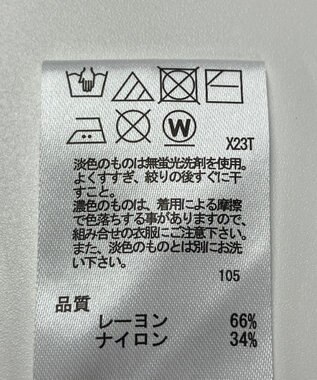 W
X23T
淡色のものは無蛍光洗剤を使用。
よくすすぎ、絞りの後すぐに干
すこと。
濃色のものは、着用による摩擦
で色落ちする事がありますので、
組み合せの衣服にご注意下さい。
また、淡色のものとは別にお洗
い下さい。
105
品質
レーヨン 66%
ナイロン 34%